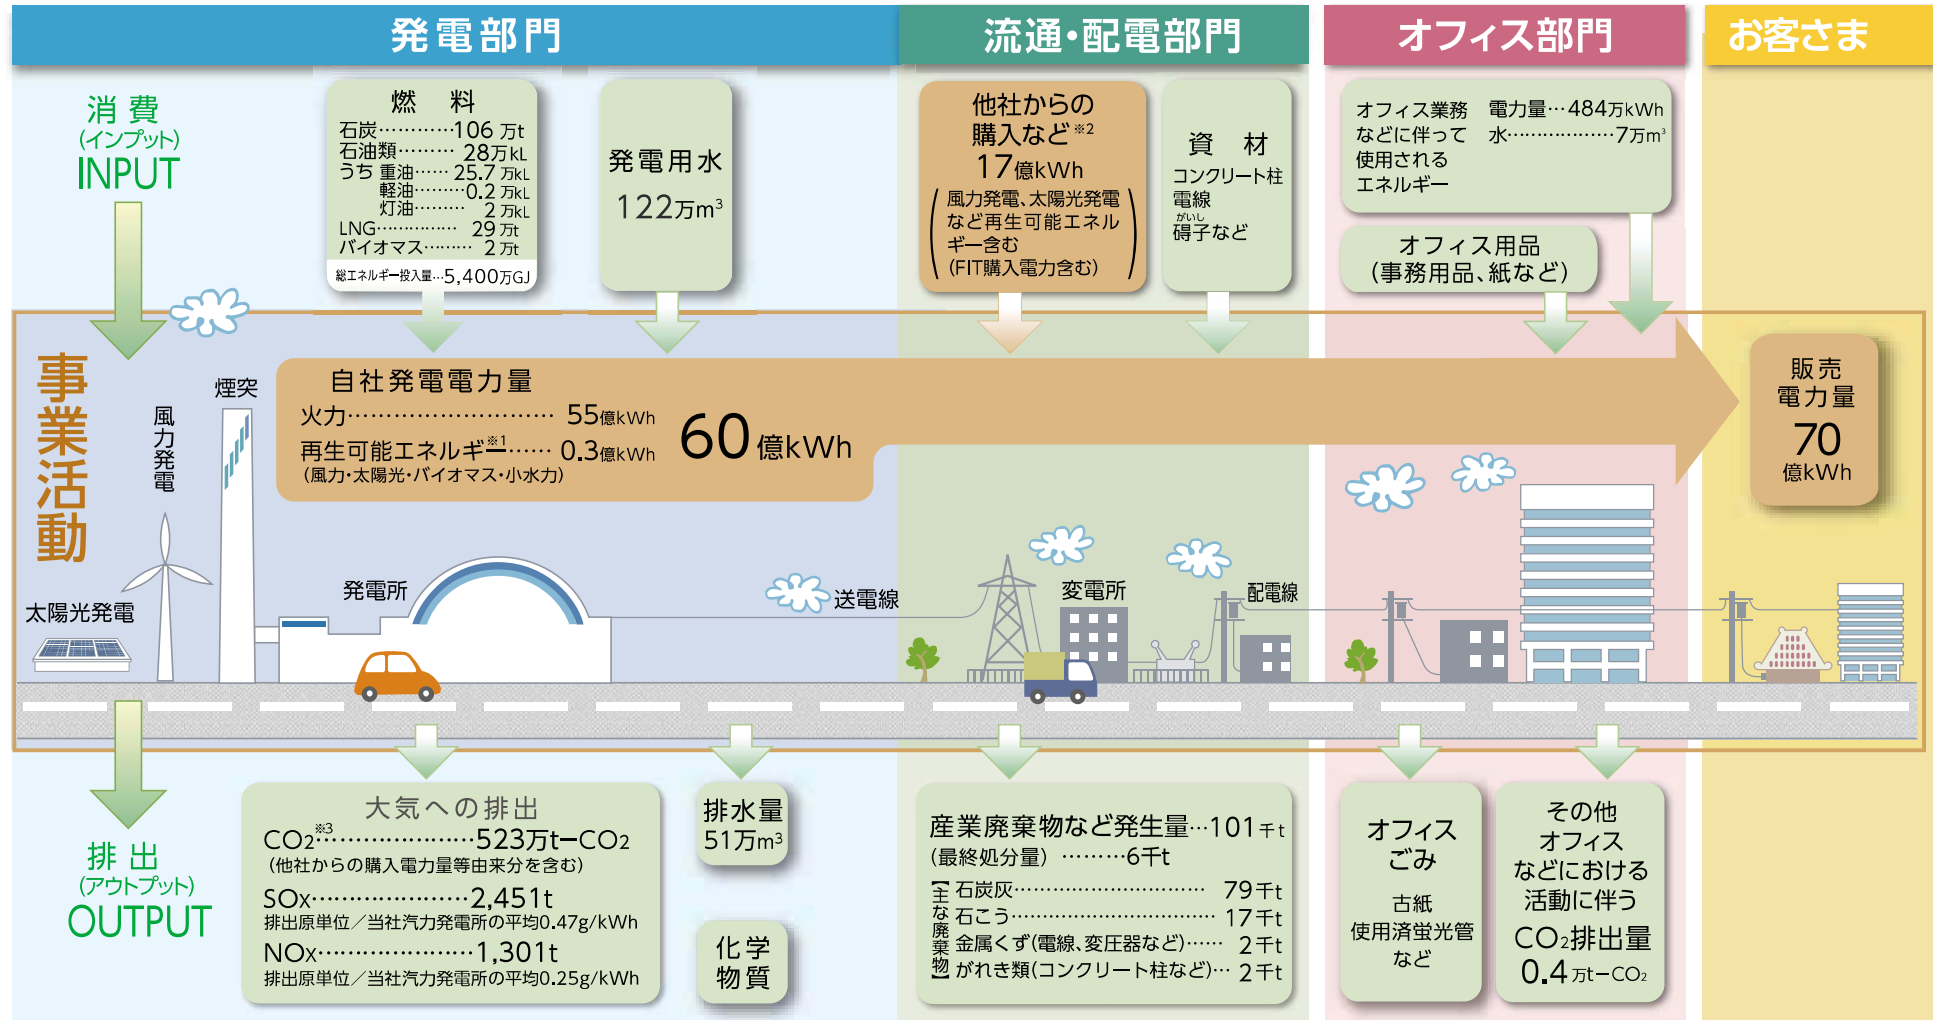 発電部門
流通・配電部門
オフィス部門
お客さま
消費
(インプット)
INPUT
燃 料
石炭…………106 万t
石油類……… 28万kL
うち 重油…… 25.7 万kL
軽油………0.2 万kL
灯油……… 2 万kL
LNG…………… 29 万t
バイオマス……… 2 万t
総エネルギー投入量…5,400万GJ
発電用水
122万m³
他社からの
購入など※2
17億kWh
風力発電、太陽光発電
など再生可能エネル
ギー含む
(FIT購入電力含む)
資 材
コンクリート柱
電線
がいし
碍子など
オフィス業務
などに伴って
使用される
エネルギー
電力量…484万kWh
水………………7万m³
オフィス用品
(事務用品、紙など)
事業活動
自社発電電力量
火力…………………… 55億kWh
再生可能エネルギー※1…… 0.3億kWh
(風力・太陽光・バイオマス・小水力)
60億kWh
販売
電力量
70
億kWh
煙突
風力発電
太陽光発電
発電所
送電線
変電所
配電線
排出
(アウトプット)
OUTPUT
大気への排出
CO₂※3………………523万t−CO₂
(他社からの購入電力量等由来分を含む)
SOx………………2,451t
排出原単位／当社汽力発電所の平均0.47g/kWh
NOx………………1,301t
排出原単位／当社汽力発電所の平均0.25g/kWh
排水量
51万m³
化学
物質
産業廃棄物など発生量…101千t
(最終処分量) ………6千t
【主な廃棄物】
石炭灰………………………… 79千t
石こう………………………… 17千t
金属くず(電線、変圧器など)…… 2千t
がれき類(コンクリート柱など)… 2千t
オフィス
ごみ
古紙
使用済蛍光管
など
その他
オフィス
などにおける
活動に伴う
CO₂排出量
0.4 万t−CO₂